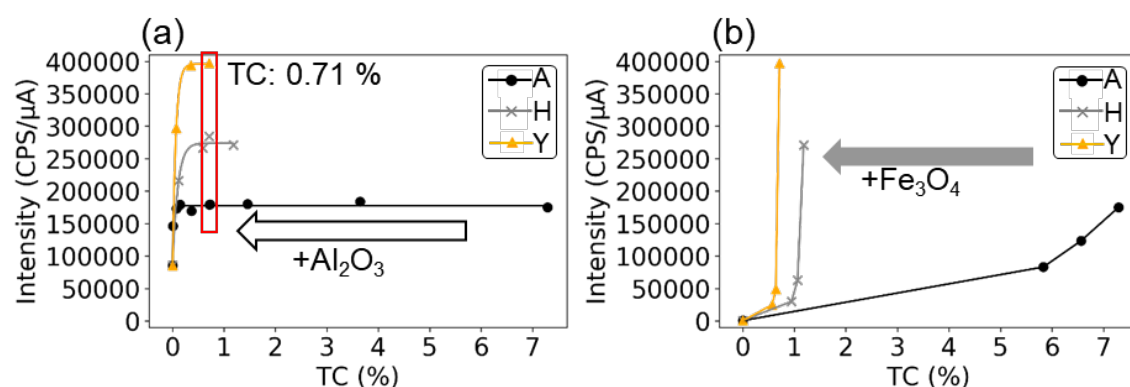 (a)
Intensity (CPS/μA)
400000
350000
300000
250000
200000
150000
100000
50000
0
TC: 0.71 %
A
H
Y
+Al₂O₃
0 1 2 3 4 5 6 7
TC (%)
(b)
Intensity (CPS/μA)
400000
350000
300000
250000
200000
150000
100000
50000
0
A
H
Y
+Fe₃O₄
0 1 2 3 4 5 6 7
TC (%)